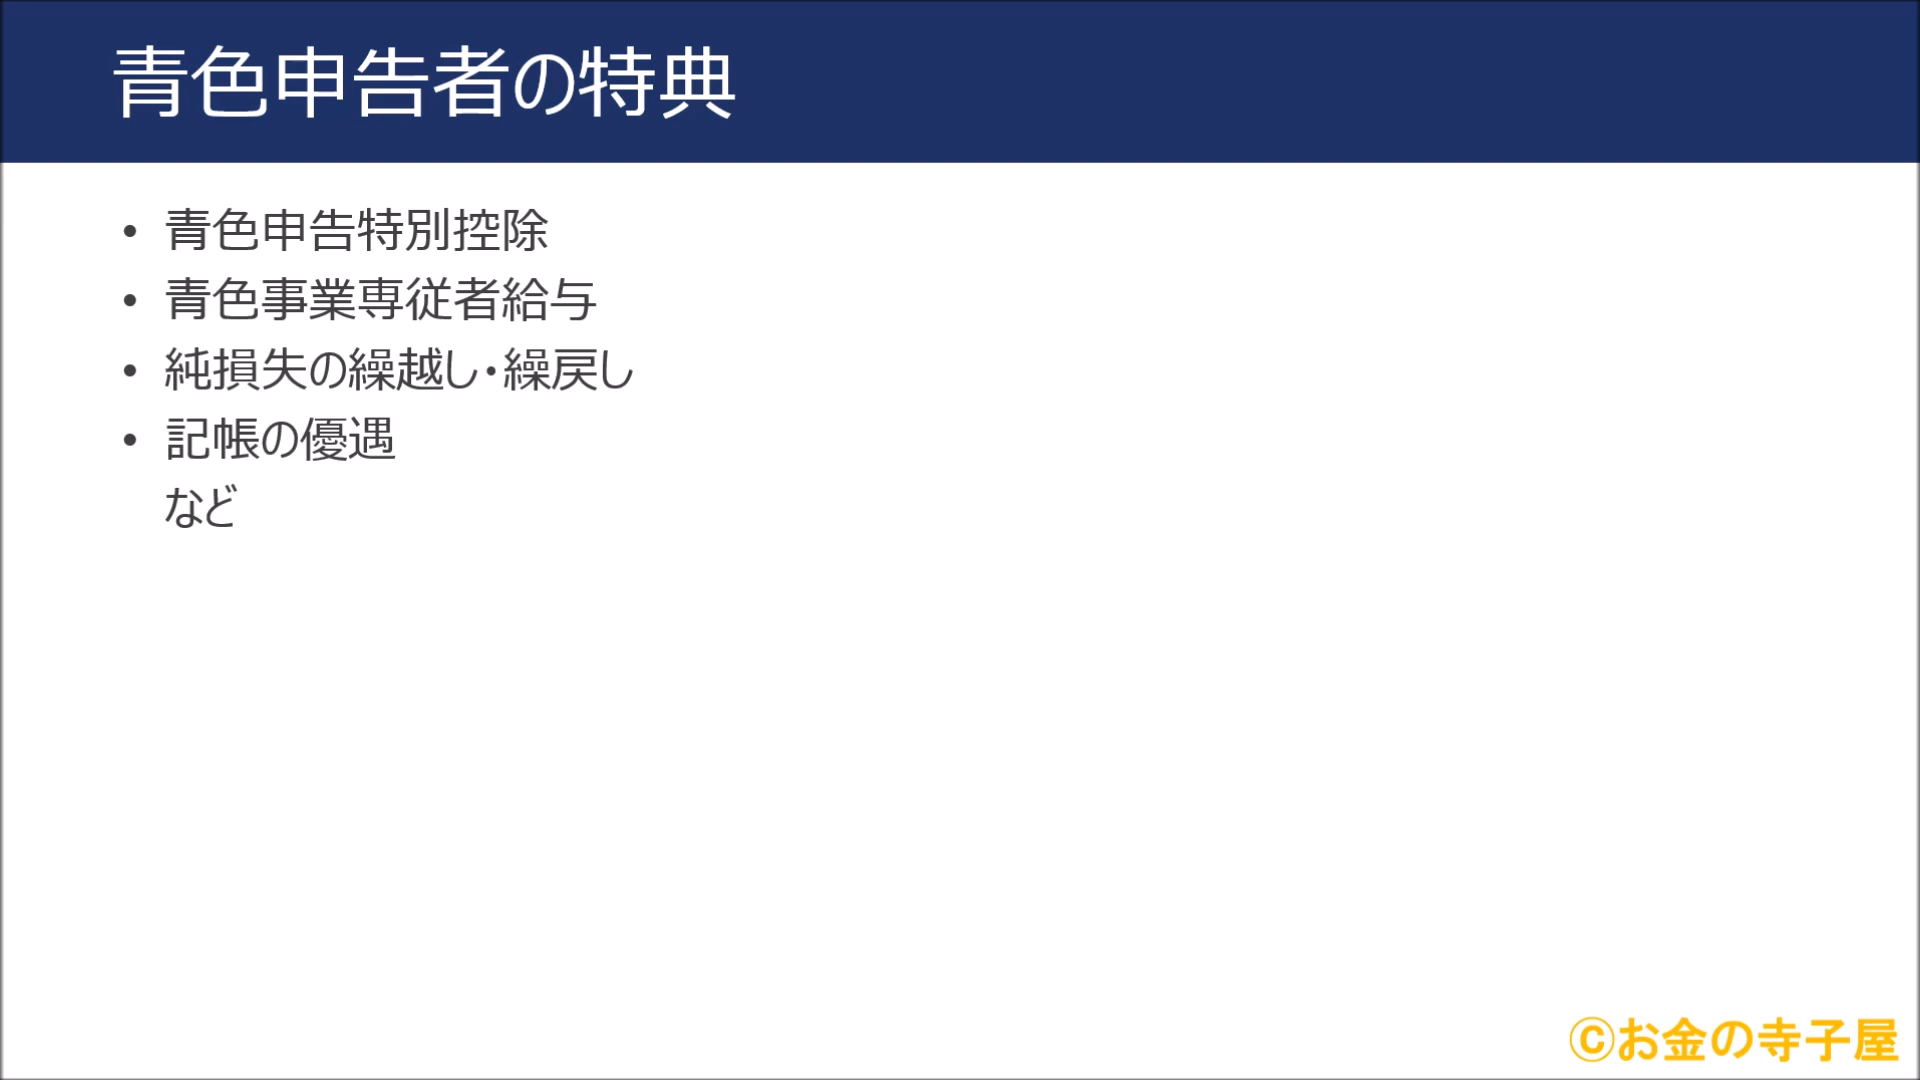 青色申告者の特典
• 青色申告特別控除
• 青色事業専従者給与
• 純損失の繰越し・繰戻し
• 記帳の優遇
など
©お金の寺子屋